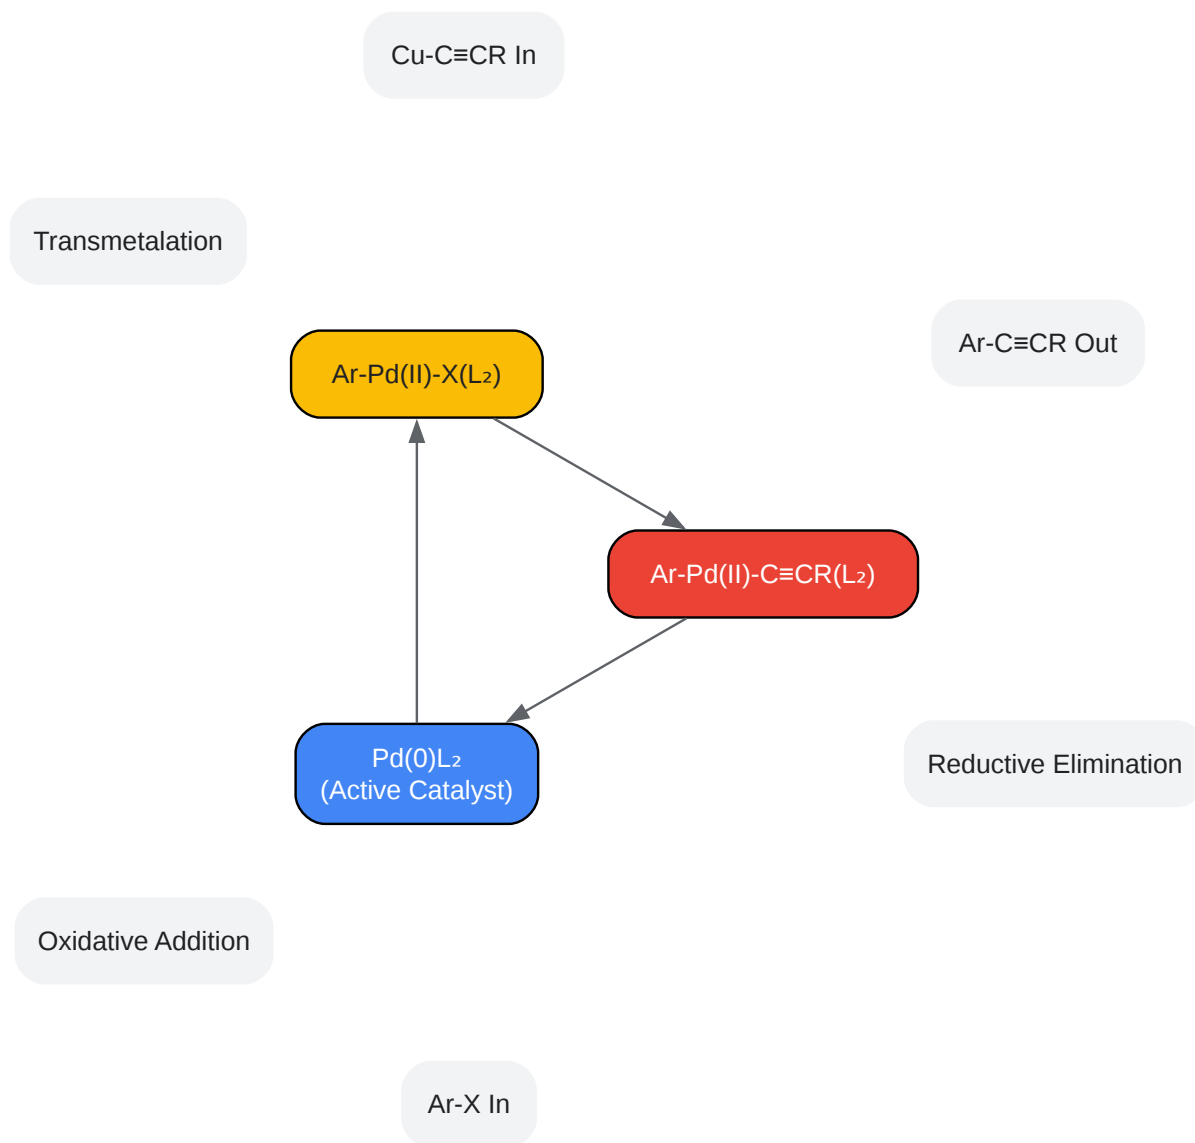 Cu-C≡CR In
Transmetalation
Ar-C≡CR Out
Ar-Pd(II)-X(L₂)
Ar-Pd(II)-C≡CR(L₂)
Pd(0)L₂
(Active Catalyst)
Reductive Elimination
Oxidative Addition
Ar-X In